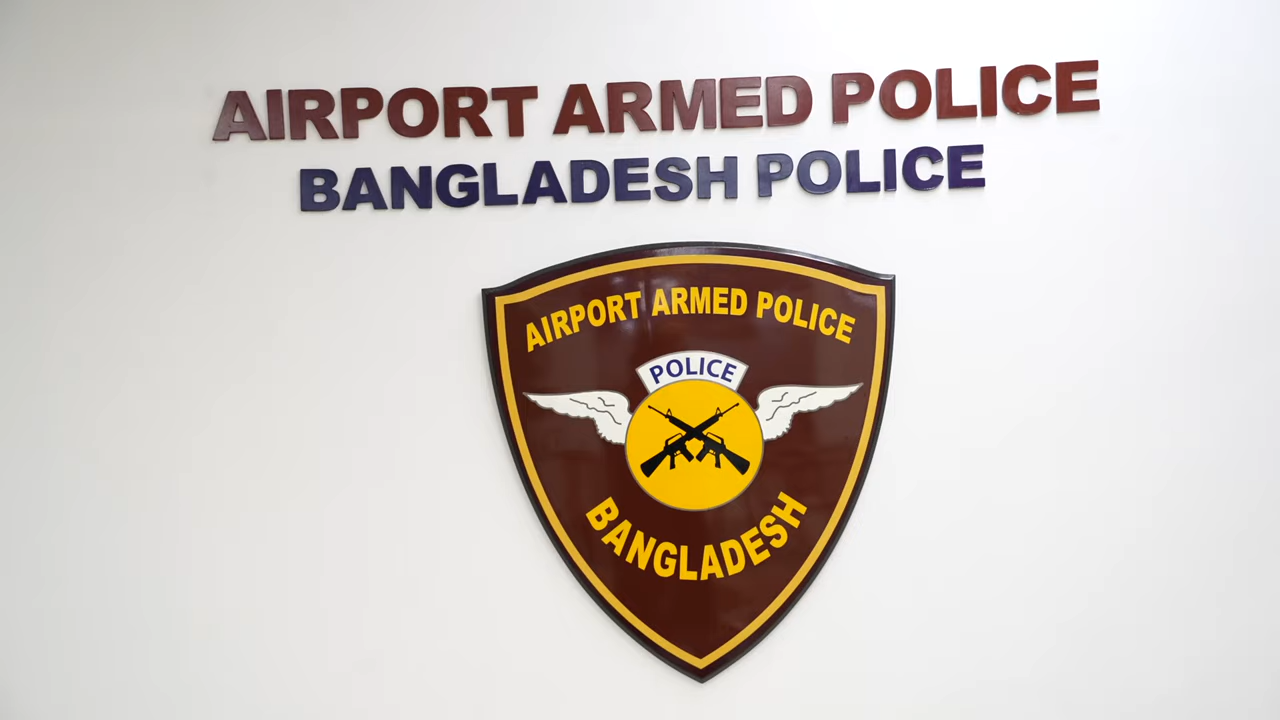 AIRPORT ARMED POLICE
BANGLADESH POLICE
AIRPORT ARMED POLICE
POLICE
BANGLADESH